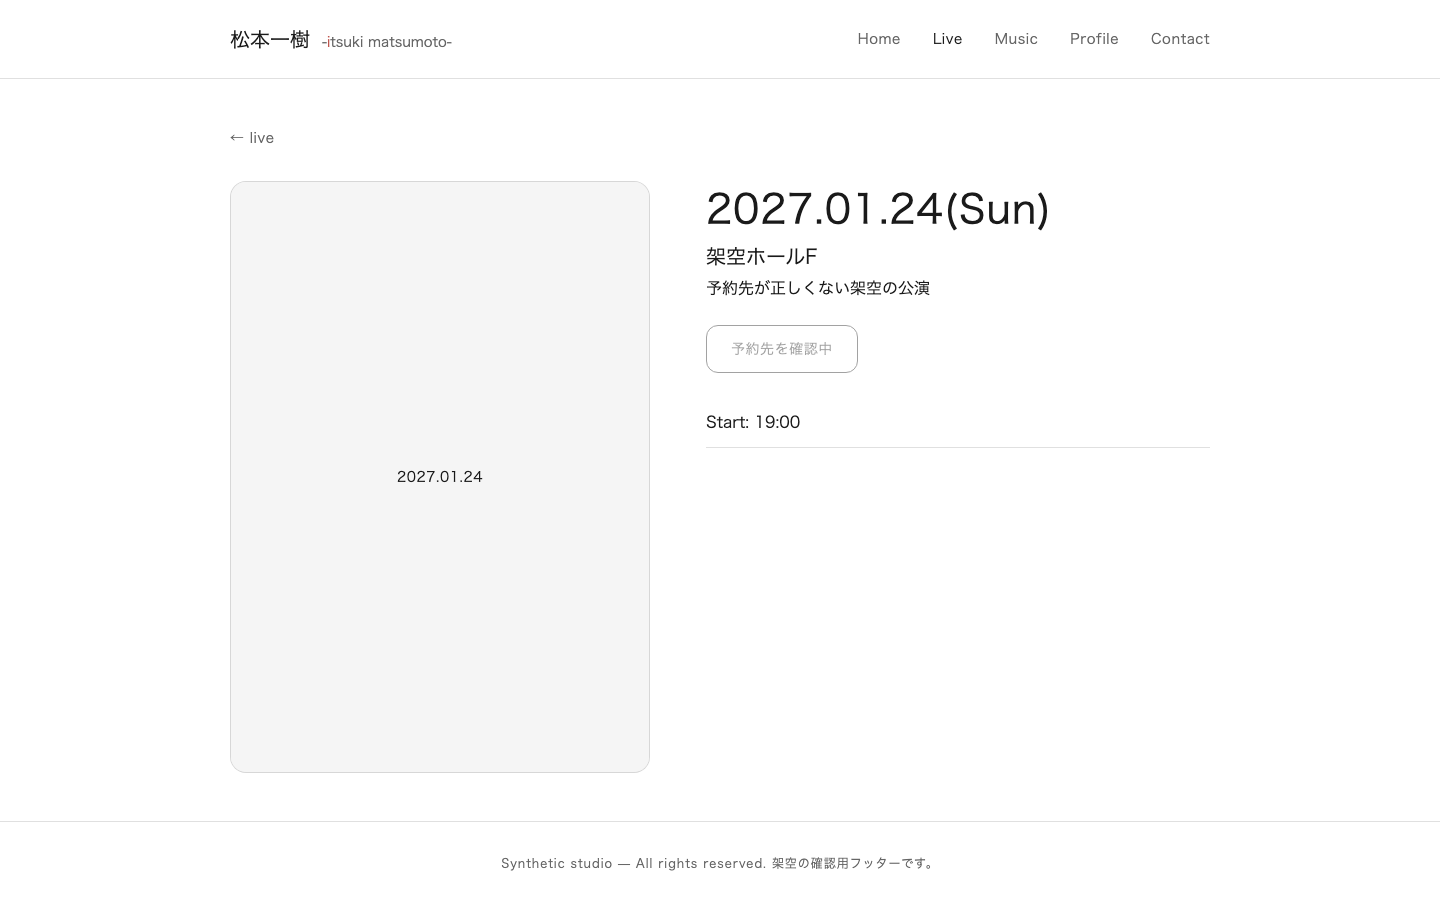 松本一樹 -itsuki matsumoto-
Home Live Music Profile Contact
← live
2027.01.24
2027.01.24(Sun)
架空ホールF
予約先が正しくない架空の公演
予約先を確認中
Start: 19:00
Synthetic studio — All rights reserved. 架空の確認用フッターです。